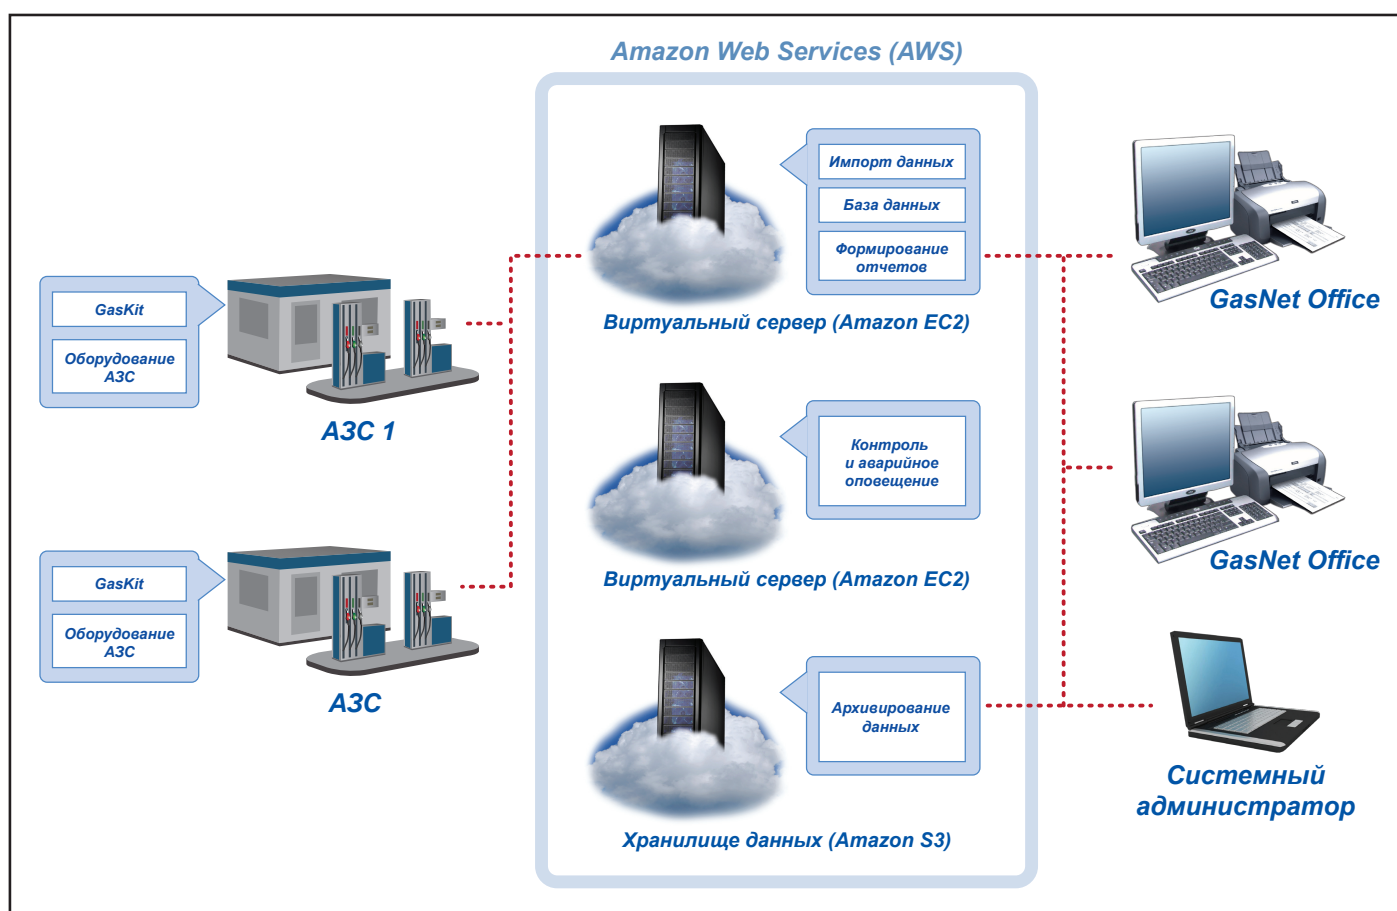 Amazon Web Services (AWS)
Импорт данных
База данных
Формирование
отчетов
Виртуальный сервер (Amazon EC2)
GasNet Office
GasKit
Оборудование
АЗС
АЗС 1
Контроль
и аварийное
оповещение
Виртуальный сервер (Amazon EC2)
GasNet Office
GasKit
Оборудование
АЗС
АЗС
Архивирование
данных
Хранилище данных (Amazon S3)
Системный
администратор